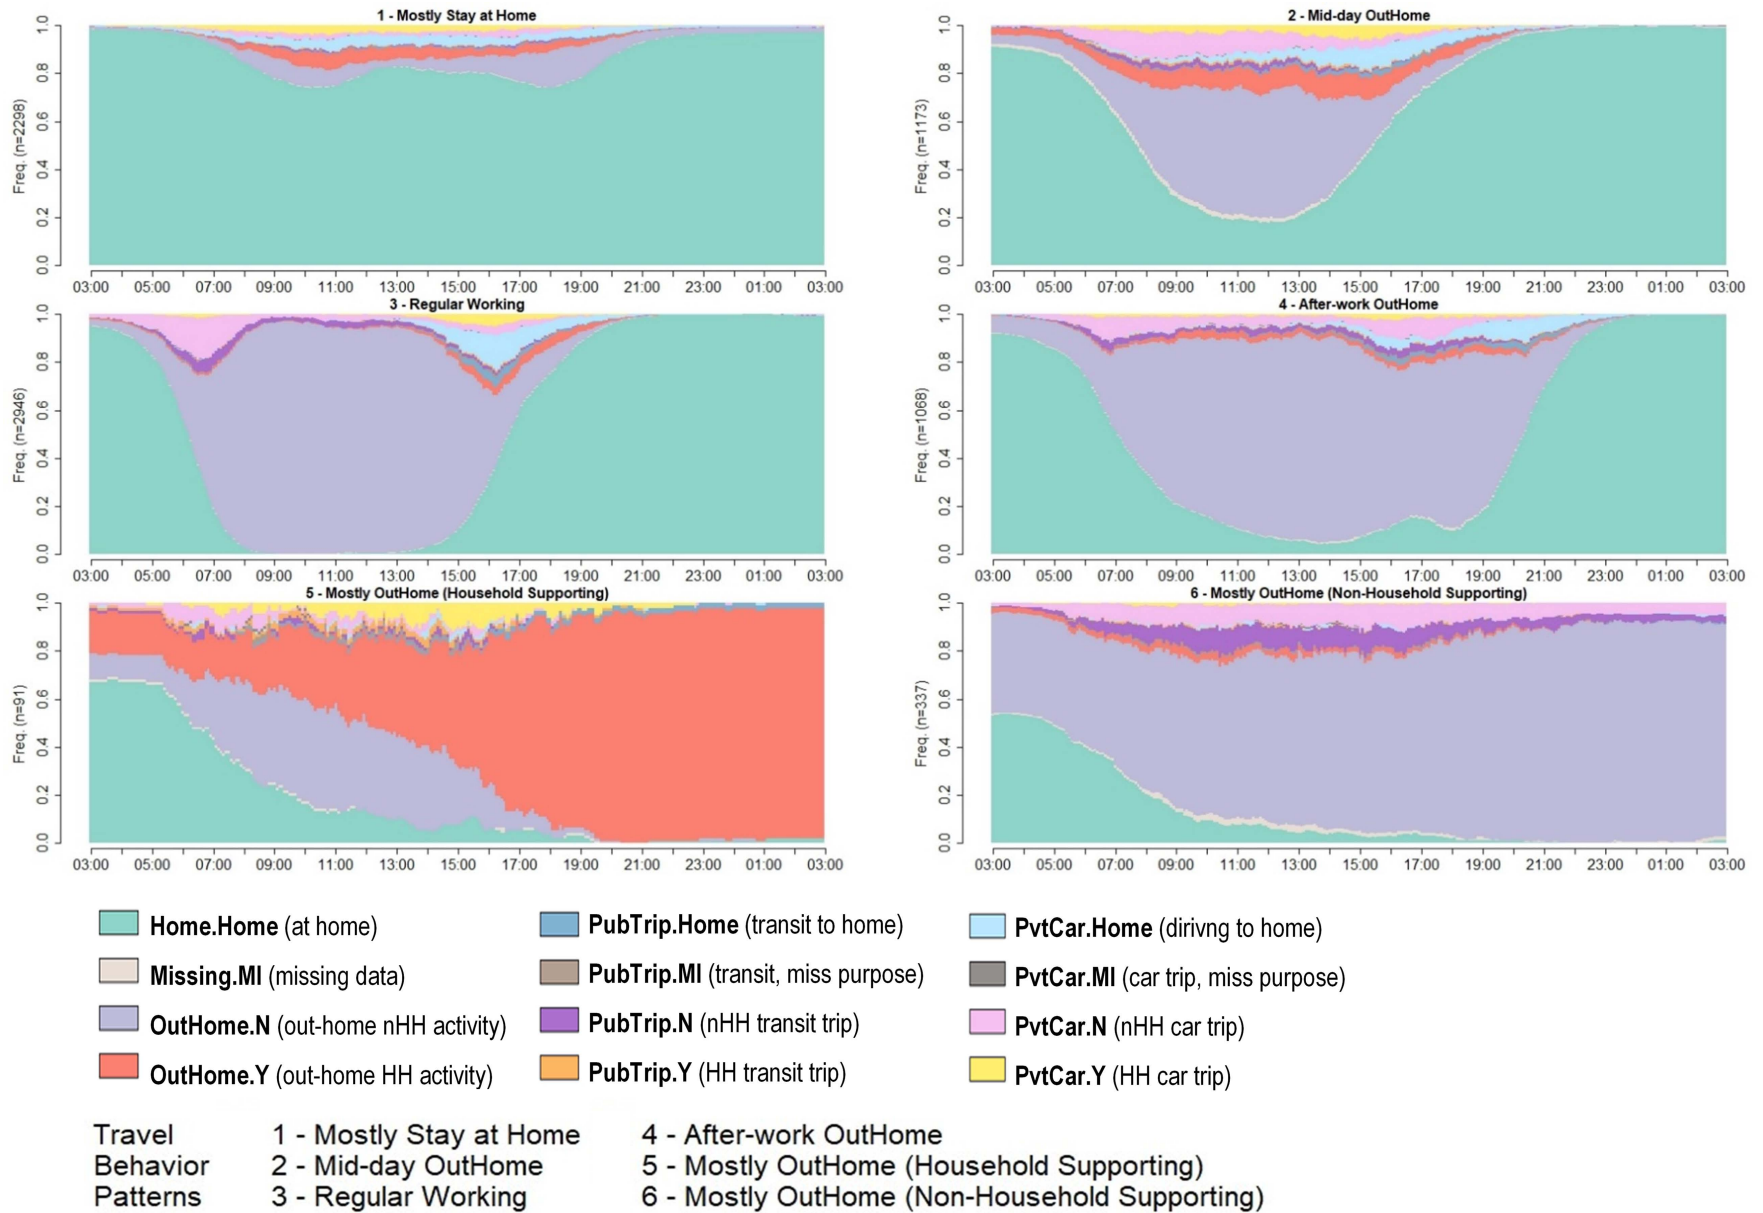 1 - Mostly Stay at Home
Freq. (n=2298)
0.0 0.2 0.4 0.6 0.8 1.0
03:00 05:00 07:00 09:00 11:00 13:00 15:00 17:00 19:00 21:00 23:00 01:00 03:00
2 - Mid-day OutHome
Freq. (n=1173)
0.0 0.2 0.4 0.6 0.8 1.0
03:00 05:00 07:00 09:00 11:00 13:00 15:00 17:00 19:00 21:00 23:00 01:00 03:00
3 - Regular Working
Freq. (n=2946)
0.0 0.2 0.4 0.6 0.8 1.0
03:00 05:00 07:00 09:00 11:00 13:00 15:00 17:00 19:00 21:00 23:00 01:00 03:00
4 - After-work OutHome
Freq. (n=1068)
0.0 0.2 0.4 0.6 0.8 1.0
03:00 05:00 07:00 09:00 11:00 13:00 15:00 17:00 19:00 21:00 23:00 01:00 03:00
5 - Mostly OutHome (Household Supporting)
Freq. (n=91)
0.0 0.2 0.4 0.6 0.8 1.0
03:00 05:00 07:00 09:00 11:00 13:00 15:00 17:00 19:00 21:00 23:00 01:00 03:00
6 - Mostly OutHome (Non-Household Supporting)
Freq. (n=337)
0.0 0.2 0.4 0.6 0.8 1.0
03:00 05:00 07:00 09:00 11:00 13:00 15:00 17:00 19:00 21:00 23:00 01:00 03:00
Home.Home (at home)
Missing.MI (missing data)
OutHome.N (out-home nHH activity)
OutHome.Y (out-home HH activity)
PubTrip.Home (transit to home)
PubTrip.MI (transit, miss purpose)
PubTrip.N (nHH transit trip)
PubTrip.Y (HH transit trip)
PvtCar.Home (dirivng to home)
PvtCar.MI (car trip, miss purpose)
PvtCar.N (nHH car trip)
PvtCar.Y (HH car trip)
Travel
Behavior
Patterns
1 - Mostly Stay at Home
2 - Mid-day OutHome
3 - Regular Working
4 - After-work OutHome
5 - Mostly OutHome (Household Supporting)
6 - Mostly OutHome (Non-Household Supporting)